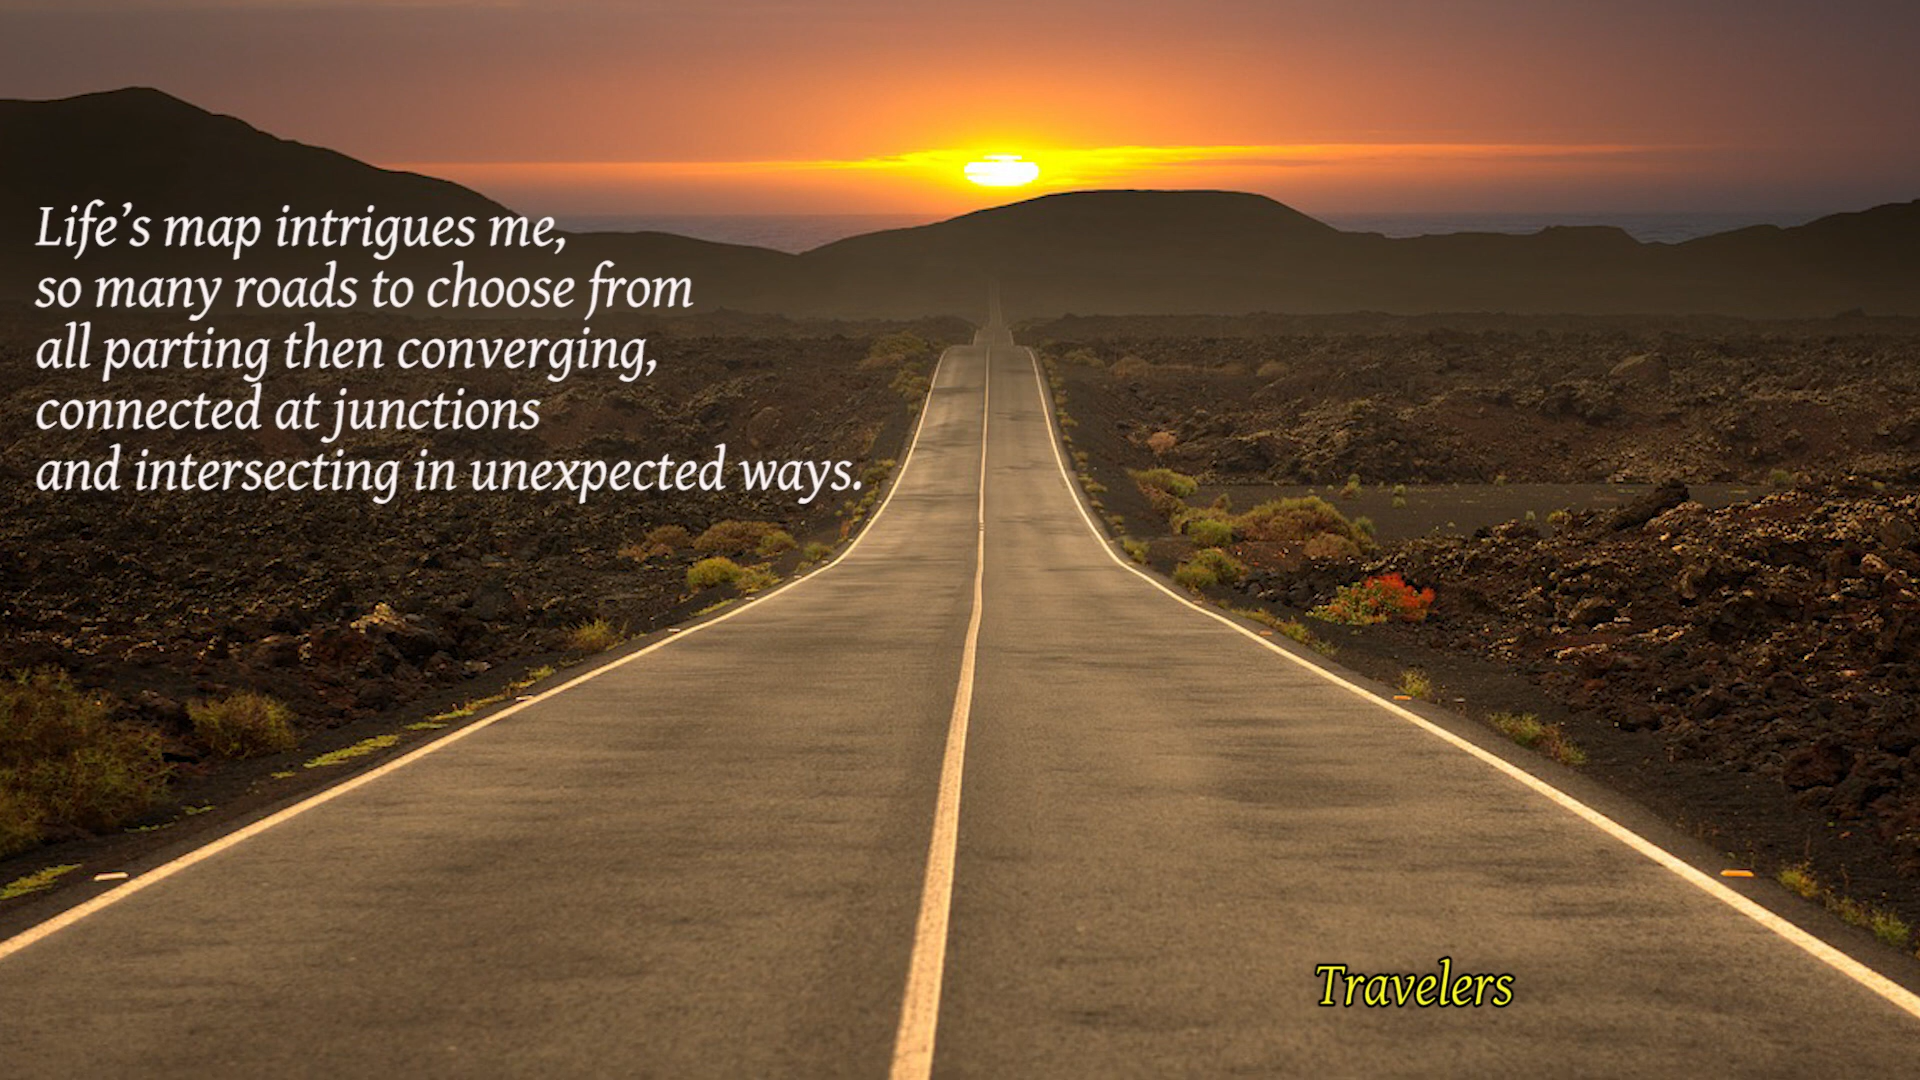 Life’s map intrigues me,
so many roads to choose from
all parting then converging,
connected at junctions
and intersecting in unexpected ways.
Travelers